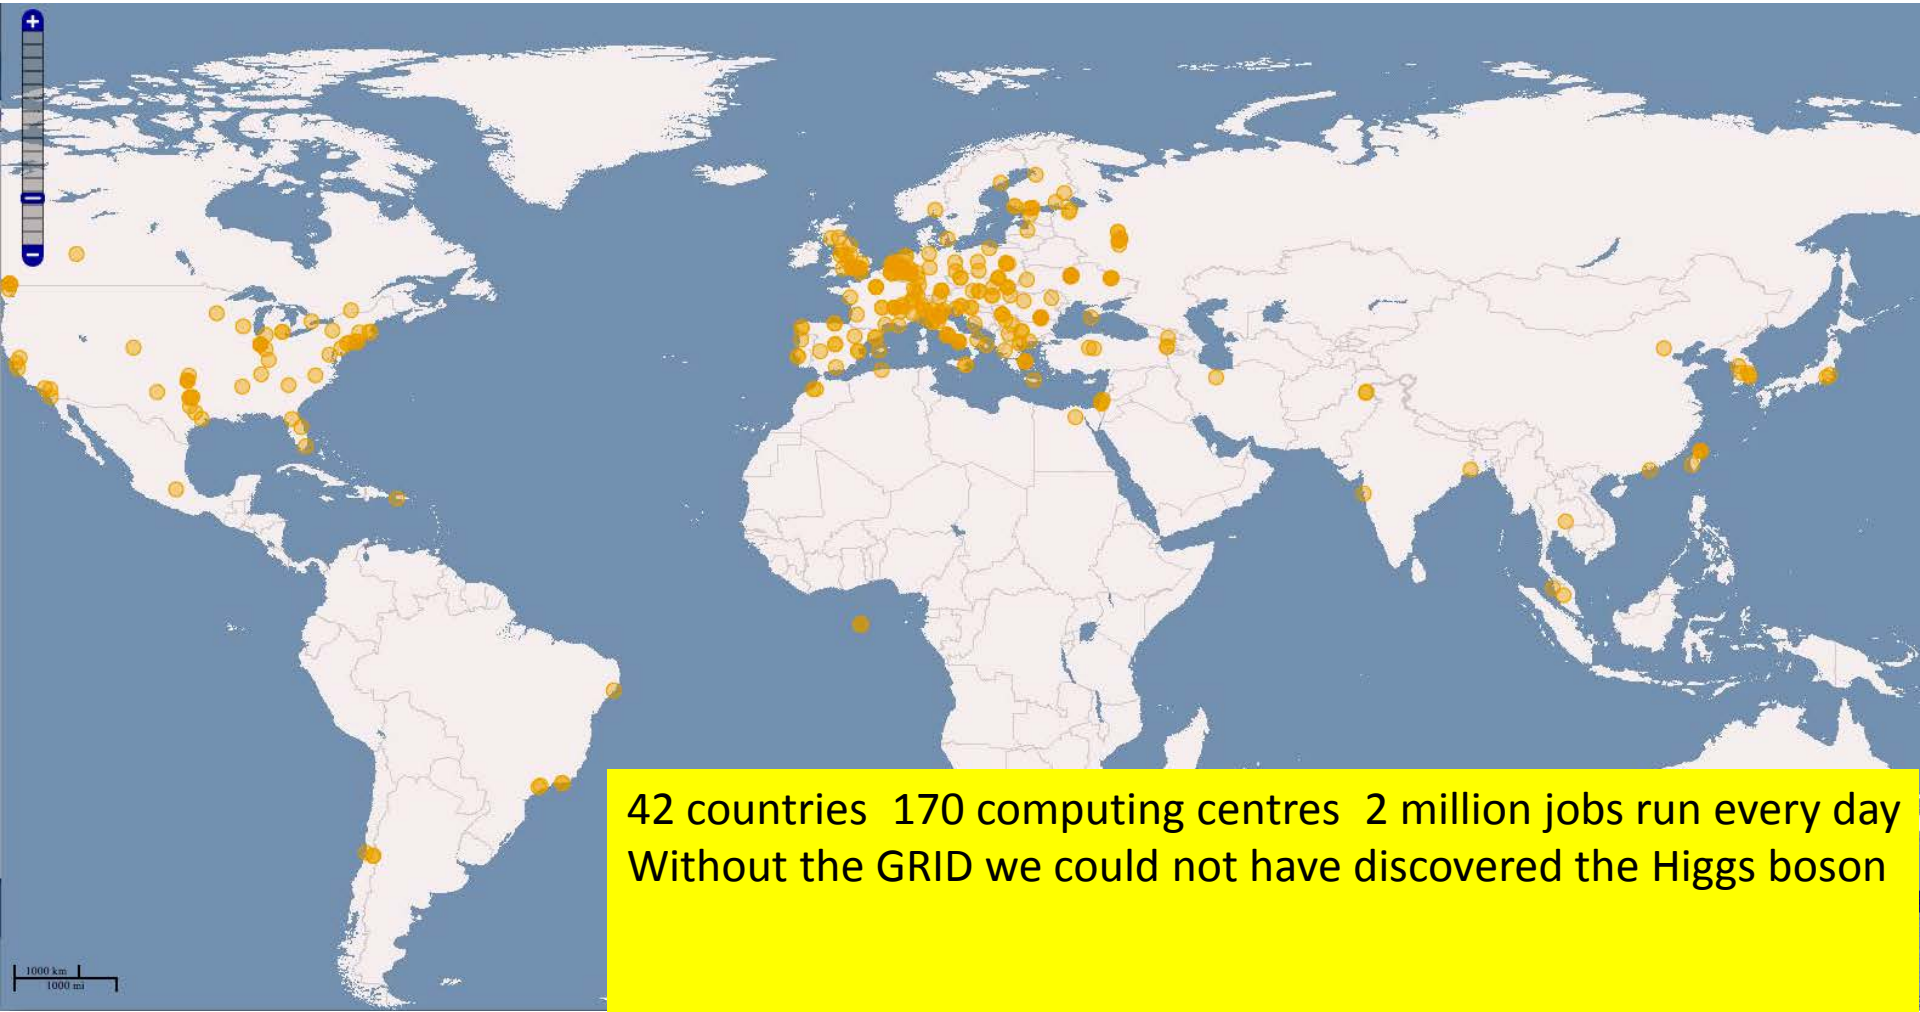 42 countries 170 computing centres 2 million jobs run every day
Without the GRID we could not have discovered the Higgs boson
1000 km
1000 mi